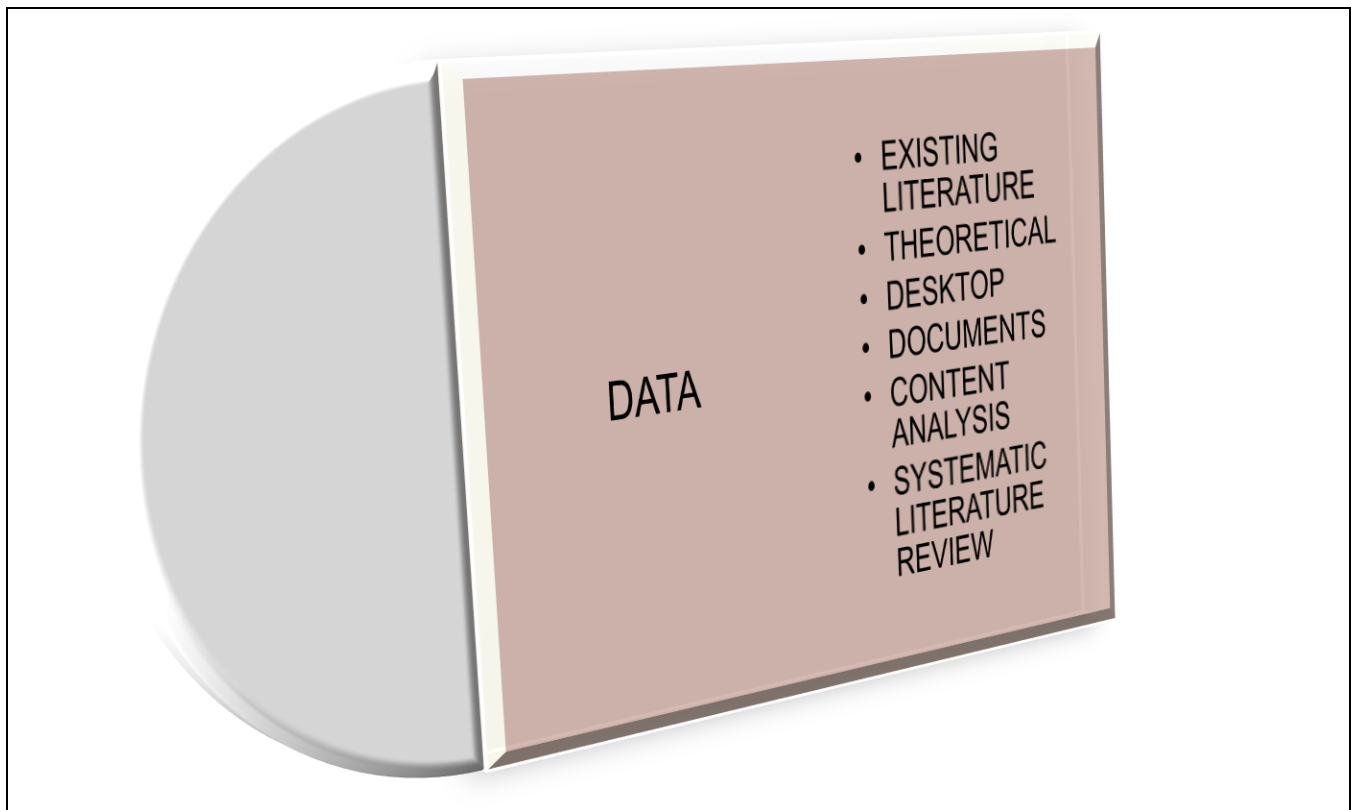 DATA
• EXISTING
LITERATURE
• THEORETICAL
• DESKTOP
• DOCUMENTS
• CONTENT
ANALYSIS
• SYSTEMATIC
LITERATURE
REVIEW